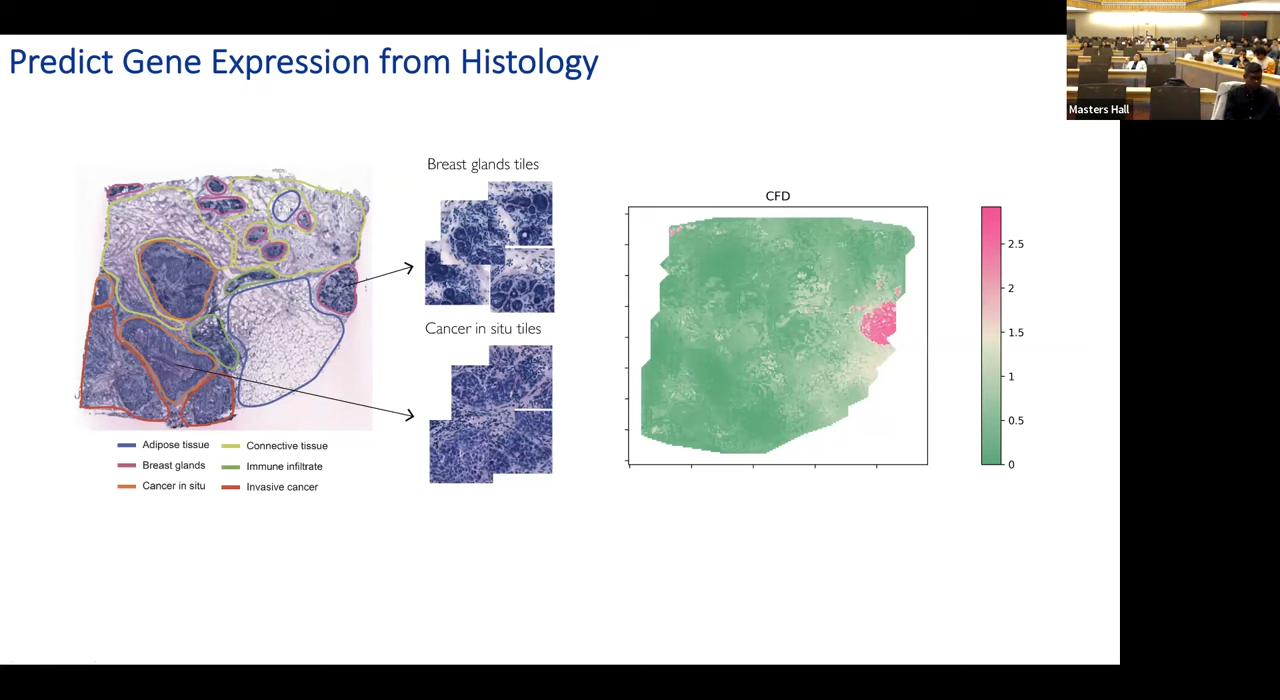 Predict Gene Expression from Histology
Masters Hall
Breast glands tiles
Cancer in situ tiles
Adipose tissue
Connective tissue
Breast glands
Immune infiltrate
Cancer in situ
Invasive cancer
CFD
2.5
2
1.5
1
0.5
0